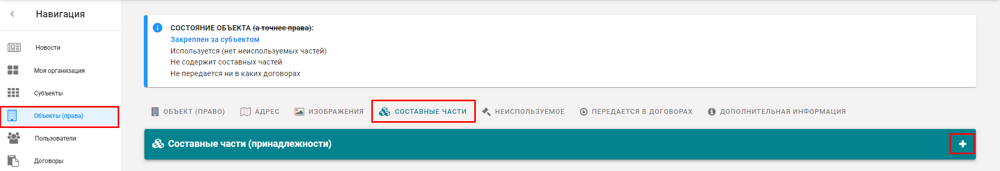 Навигация
Новости
Моя организация
Субъекты
Объекты (права)
Пользователи
Договоры
СОСТОЯНИЕ ОБЪЕКТА (а точнее права):
Закреплен за субъектом
Используется (нет неиспользуемых частей)
Не содержит составных частей
Не передается ни в каких договорах
ОБЪЕКТ (ПРАВО) АДРЕС ИЗОБРАЖЕНИЯ СОСТАВНЫЕ ЧАСТИ НЕИСПОЛЬЗУЕМОЕ ПЕРЕДАЕТСЯ В ДОГОВОРАХ ДОПОЛНИТЕЛЬНАЯ ИНФОРМАЦИЯ
Составные части (принадлежности)